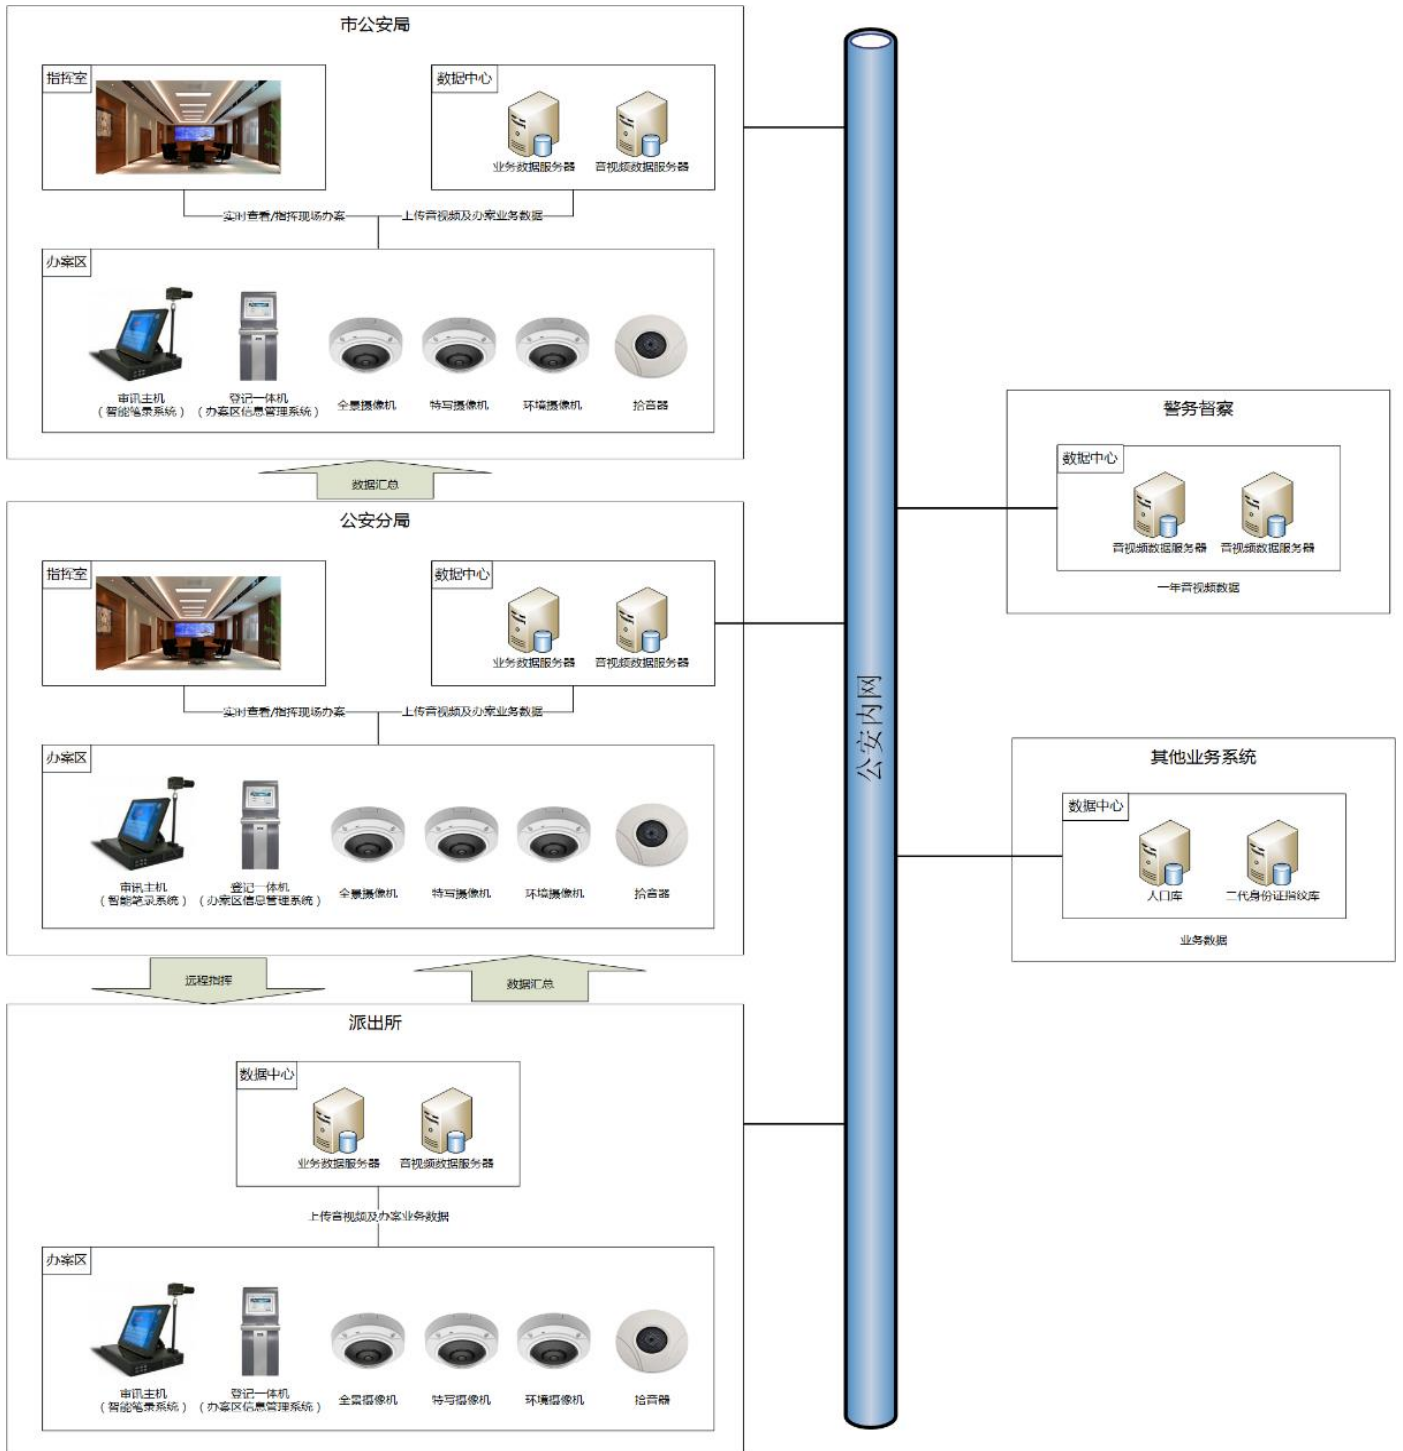 市公安局
指挥室
数据中心
业务数据服务器
音视频数据服务器
实时查看/指挥现场办案
上传音视频及办案业务数据
办案区
审讯主机
（智能笔录系统）
登记一体机
（办案区信息管理系统）
全景摄像机
特写摄像机
环境摄像机
拾音器
数据汇总
公安分局
指挥室
数据中心
业务数据服务器
音视频数据服务器
实时查看/指挥现场办案
上传音视频及办案业务数据
办案区
审讯主机
（智能笔录系统）
登记一体机
（办案区信息管理系统）
全景摄像机
特写摄像机
环境摄像机
拾音器
远程指挥
数据汇总
派出所
数据中心
业务数据服务器
音视频数据服务器
上传音视频及办案业务数据
办案区
审讯主机
（智能笔录系统）
登记一体机
（办案区信息管理系统）
全景摄像机
特写摄像机
环境摄像机
拾音器
公安内网
警务督察
数据中心
音视频数据服务器
音视频数据服务器
一年音视频数据
其他业务系统
数据中心
人口库
二代身份证指纹库
业务数据